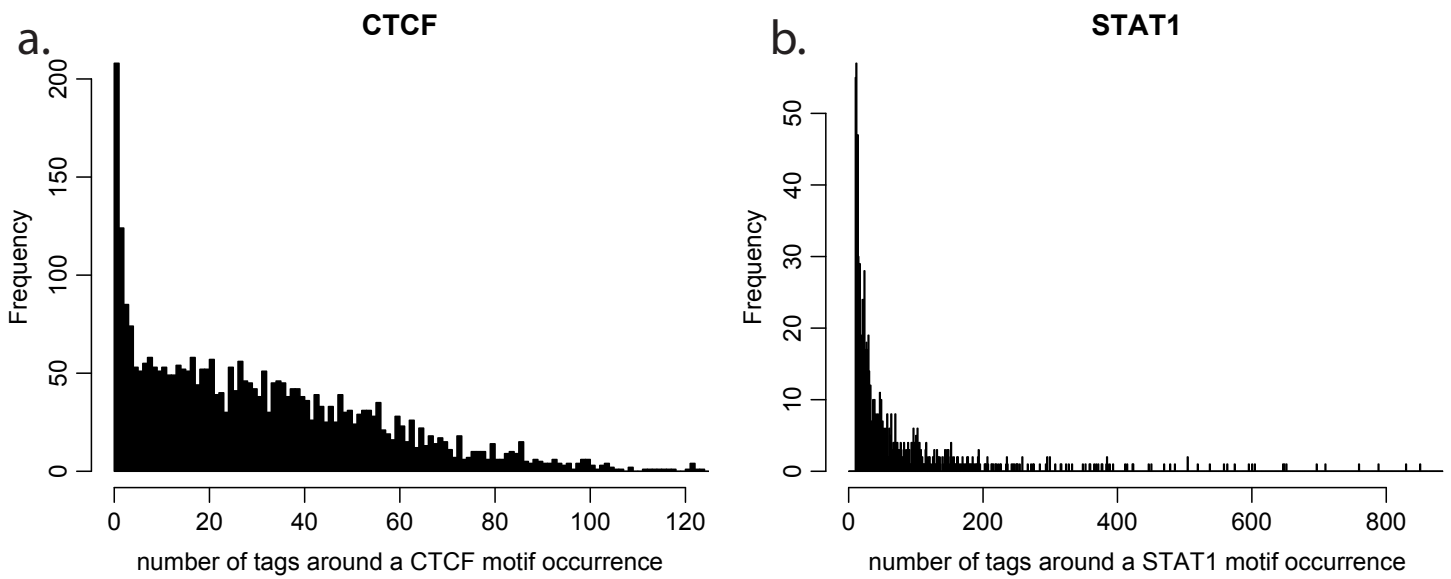 a.
CTCF
Frequency
0 50 100 150 200
0 20 40 60 80 100 120
number of tags around a CTCF motif occurrence
b.
STAT1
Frequency
0 10 20 30 40 50
0 200 400 600 800
number of tags around a STAT1 motif occurrence